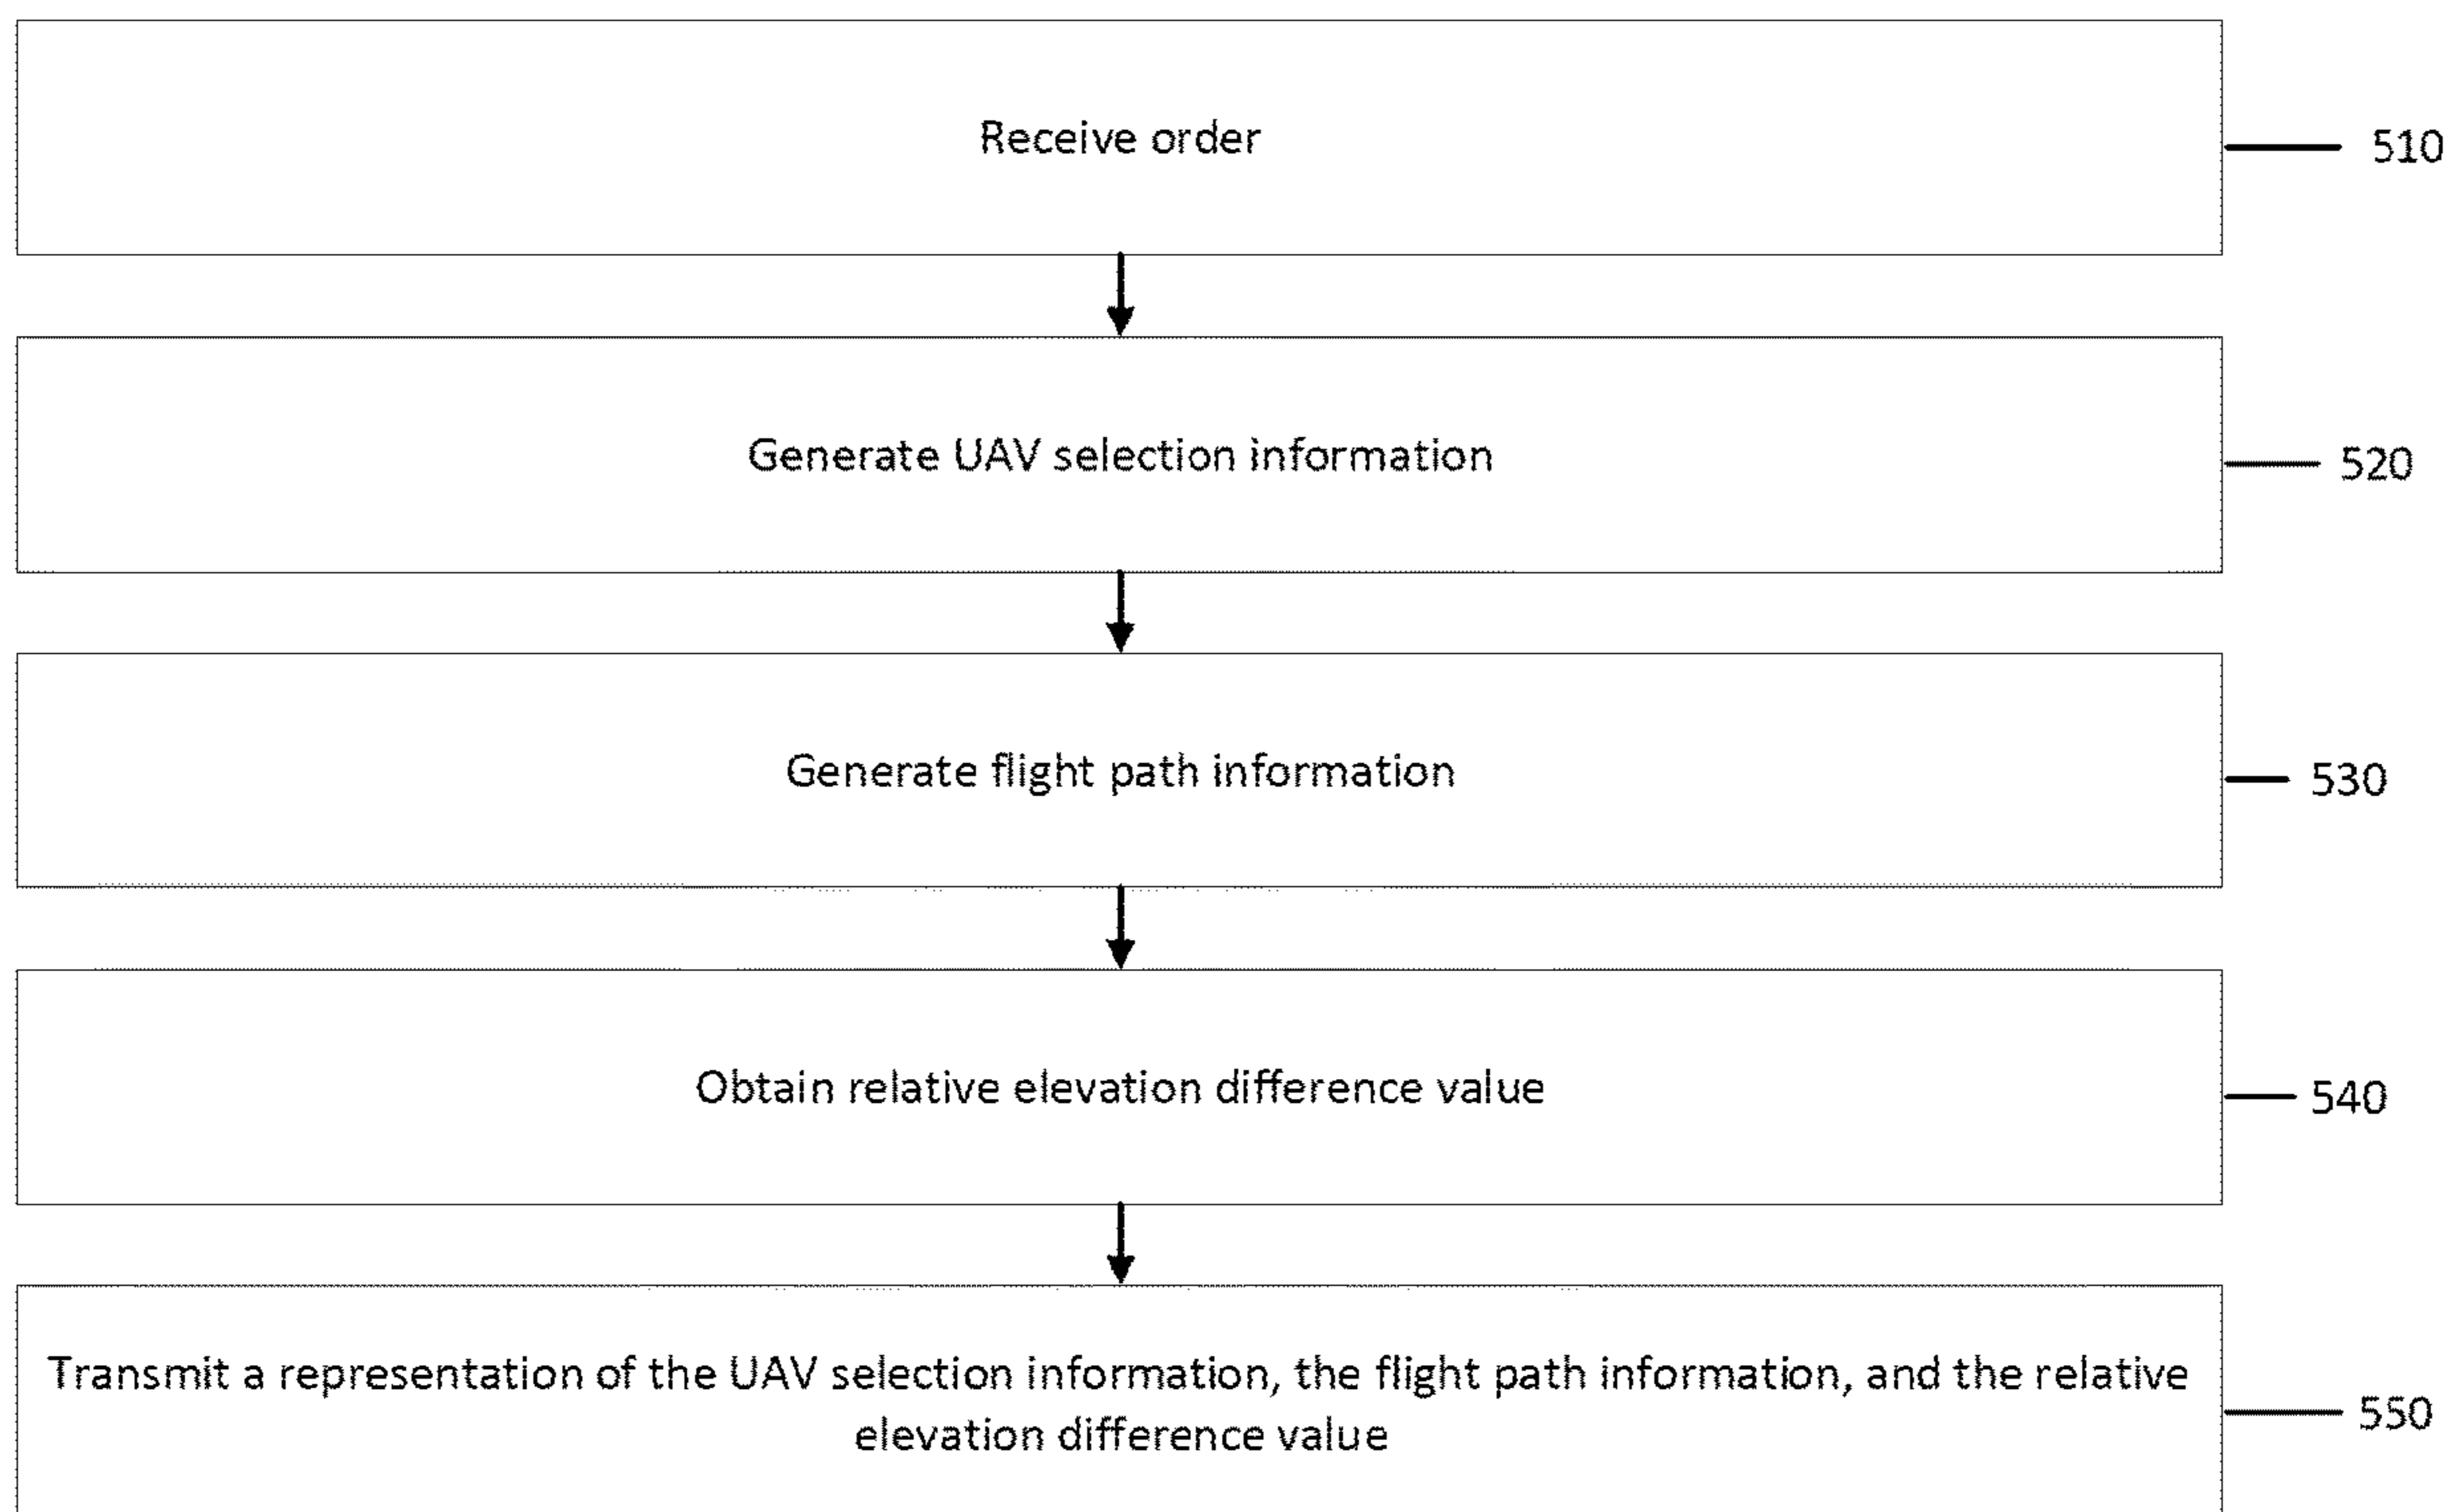 Receive order
510
Generate UAV selection information
520
Generate flight path information
530
Obtain relative elevation difference value
540
Transmit a representation of the UAV selection information, the flight path information, and the relative
elevation difference value
550